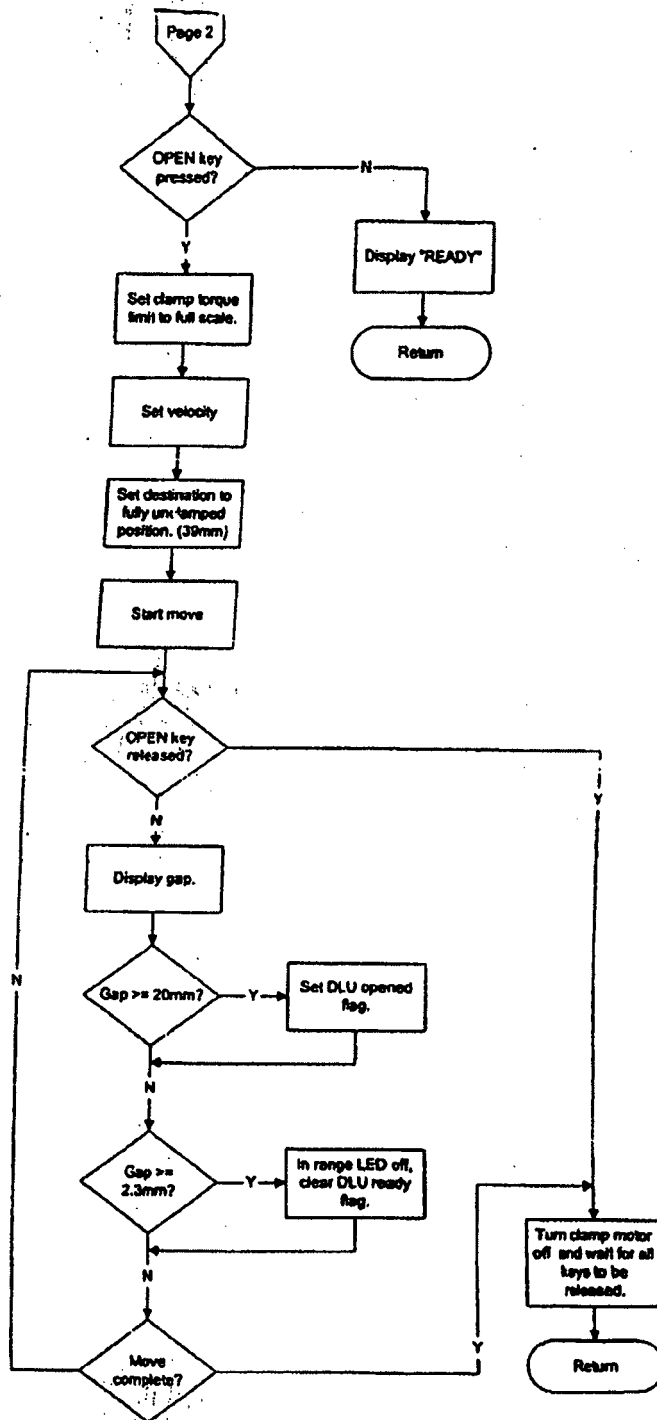 Page 2
OPEN key
pressed?
N
Y
Display "READY"
Return
Set clamp torque
limit to full scale.
Set velocity
Set destination to
fully unclamped
position. (39mm)
Start move
OPEN key
released?
Y
N
Display gap.
N
Gap >= 20mm?
Y
Set DLU opened
flag.
N
Gap >=
2.3mm?
Y
In range LED off,
clear DLU ready
flag.
N
Turn clamp motor
off and wait for all
keys to be
released.
Y
Move
complete?
Return